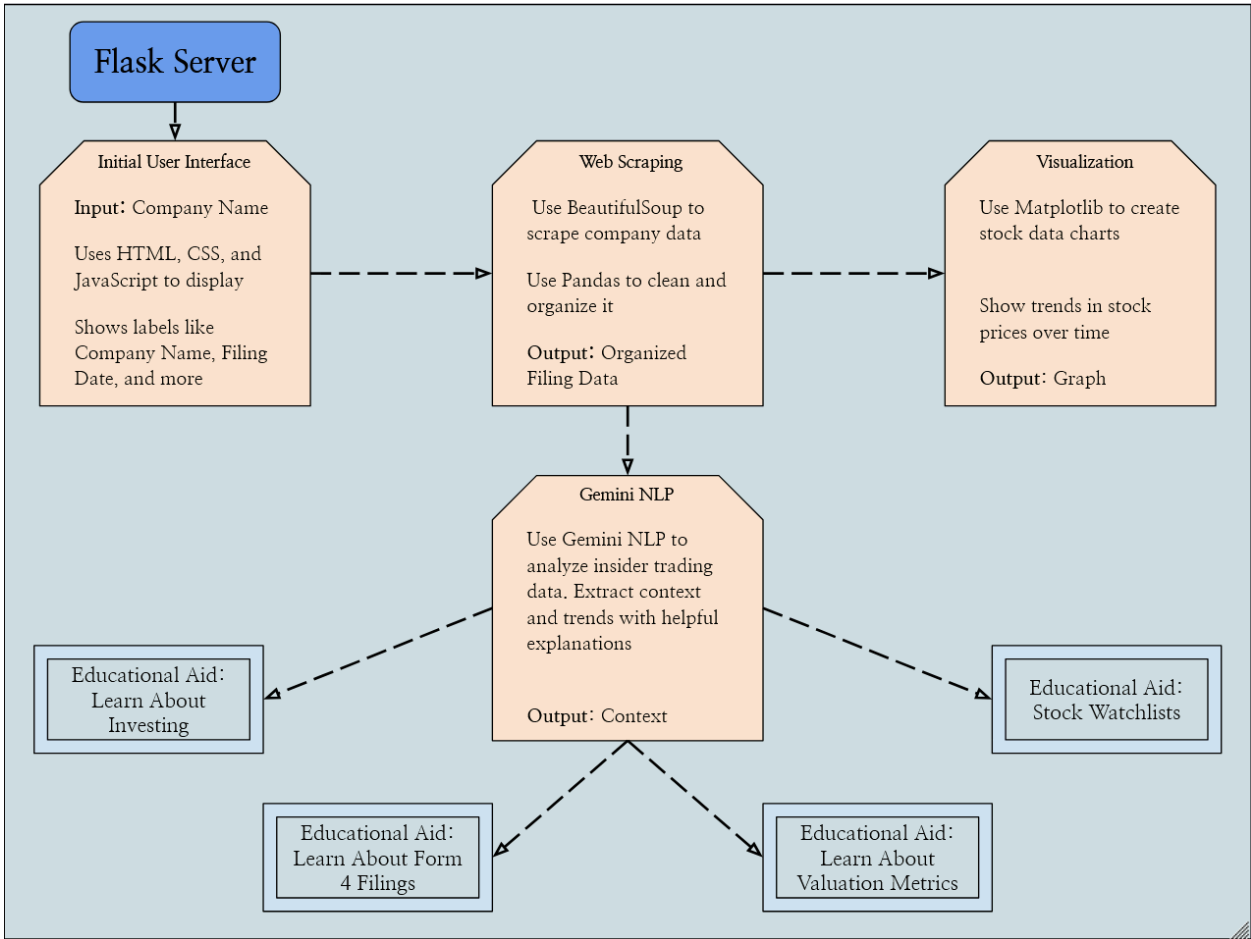 Flask Server
Initial User Interface
Input: Company Name
Uses HTML, CSS, and
JavaScript to display
Shows labels like
Company Name, Filing
Date, and more
Web Scraping
Use BeautifulSoup to
scrape company data
Use Pandas to clean and
organize it
Output: Organized
Filing Data
Visualization
Use Matplotlib to create
stock data charts
Show trends in stock
prices over time
Output: Graph
Gemini NLP
Use Gemini NLP to
analyze insider trading
data. Extract context
and trends with helpful
explanations
Output: Context
Educational Aid:
Learn About
Investing
Educational Aid:
Stock Watchlists
Educational Aid:
Learn About Form
4 Filings
Educational Aid:
Learn About
Valuation Metrics